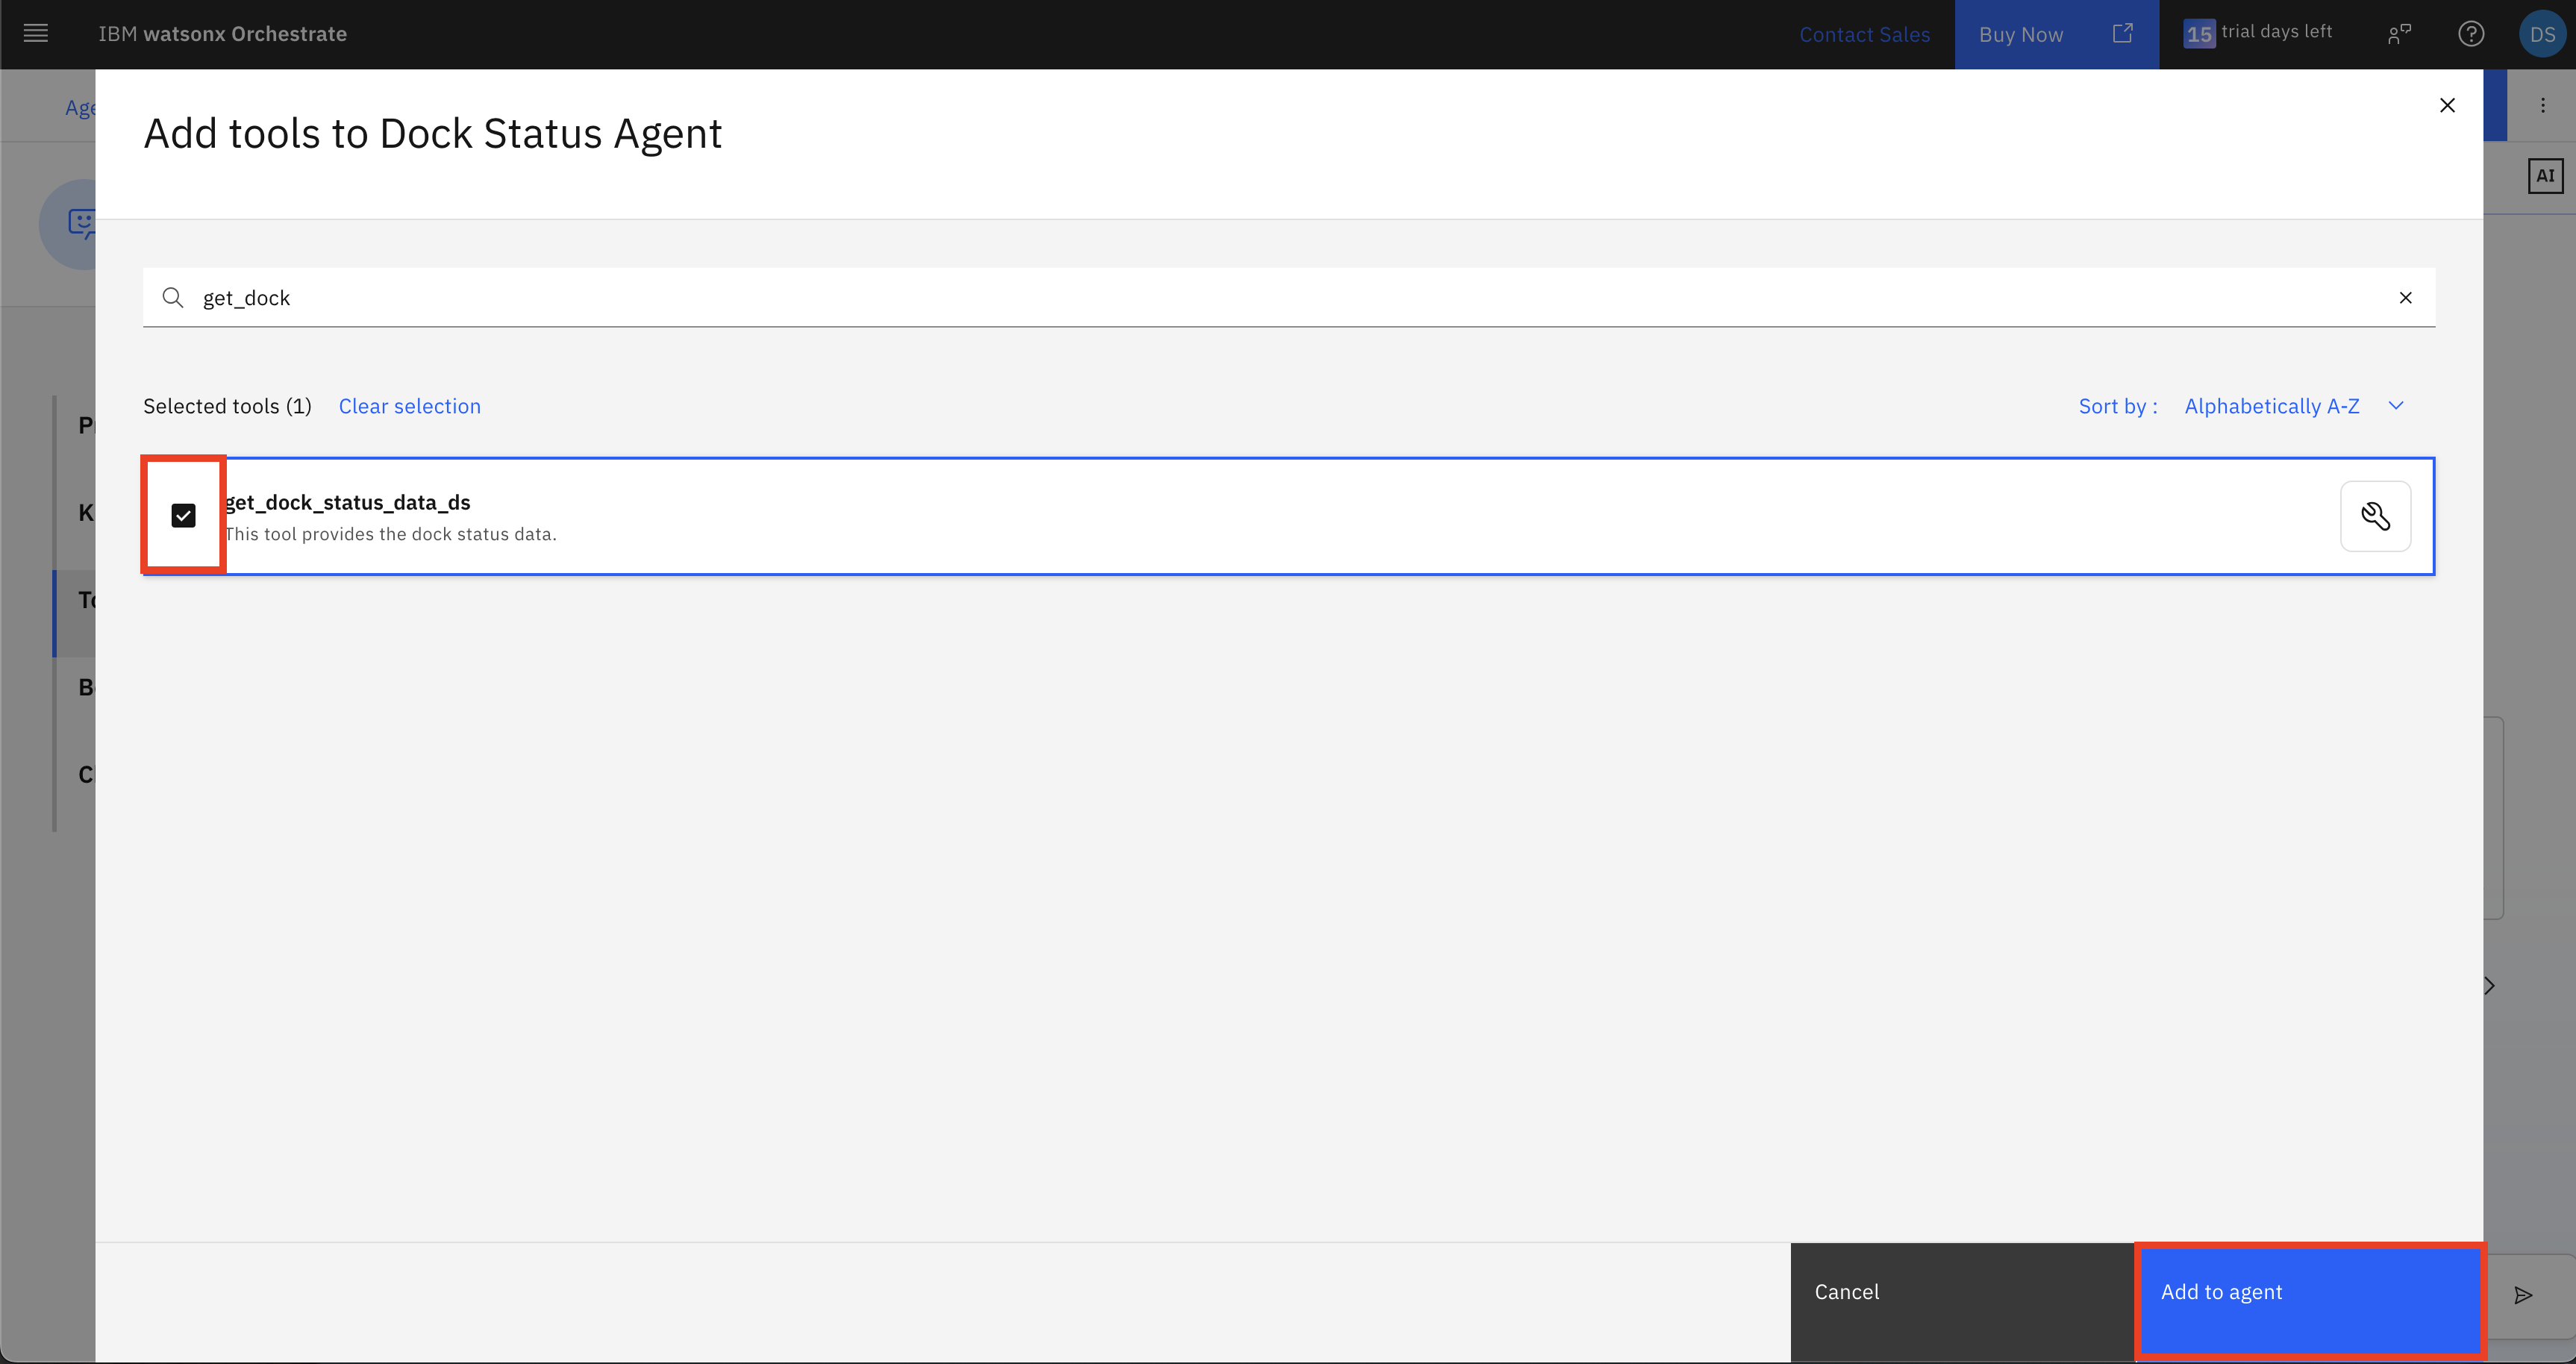 IBM watsonx Orchestrate
Contact Sales
Buy Now
15 trial days left
DS
Age
AI
Add tools to Dock Status Agent
get_dock
Selected tools (1)
Clear selection
Sort by :
Alphabetically A-Z
get_dock_status_data_ds
This tool provides the dock status data.
P
K
To
B
C
Cancel
Add to agent